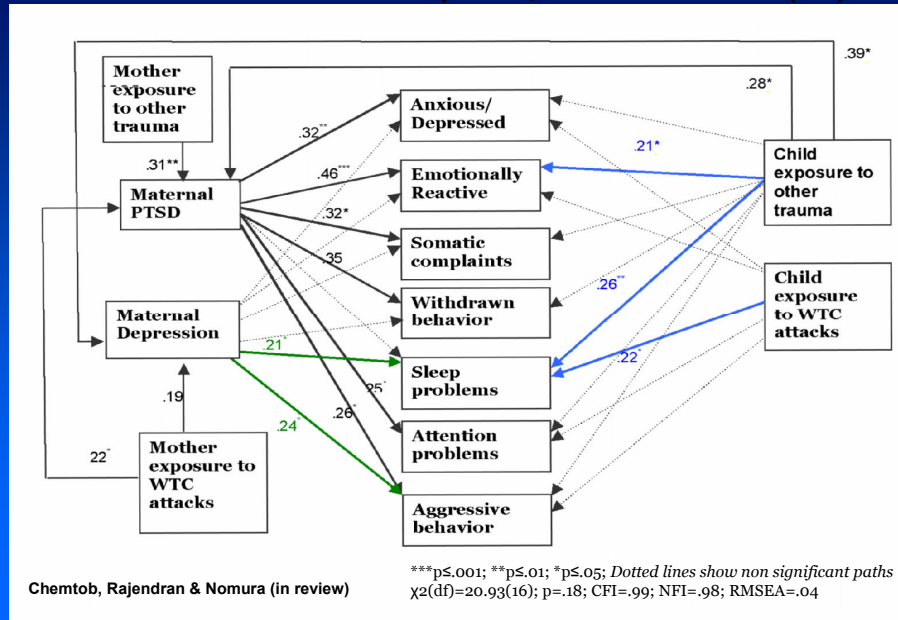 .39*
Mother
exposure
to other
trauma
.28*
Anxious/
Depressed
.32**
.21*
Child
exposure to
other
trauma
.31**
.46***
Emotionally
Reactive
Maternal
PTSD
.32*
Somatic
complaints
.35
Child
exposure
to WTC
attacks
.26**
Withdrawn
behavior
Maternal
Depression
.21*
.22*
Sleep
problems
.19
.25*
.26*
.24*
Attention
problems
Mother
exposure to
WTC
attacks
22*
Aggressive
behavior
***p≤.001; **p≤.01; *p≤.05; Dotted lines show non significant paths
Chemtob, Rajendran & Nomura (in review)
χ2(df)=20.93(16); p=.18; CFI=.99; NFI=.98; RMSEA=.04